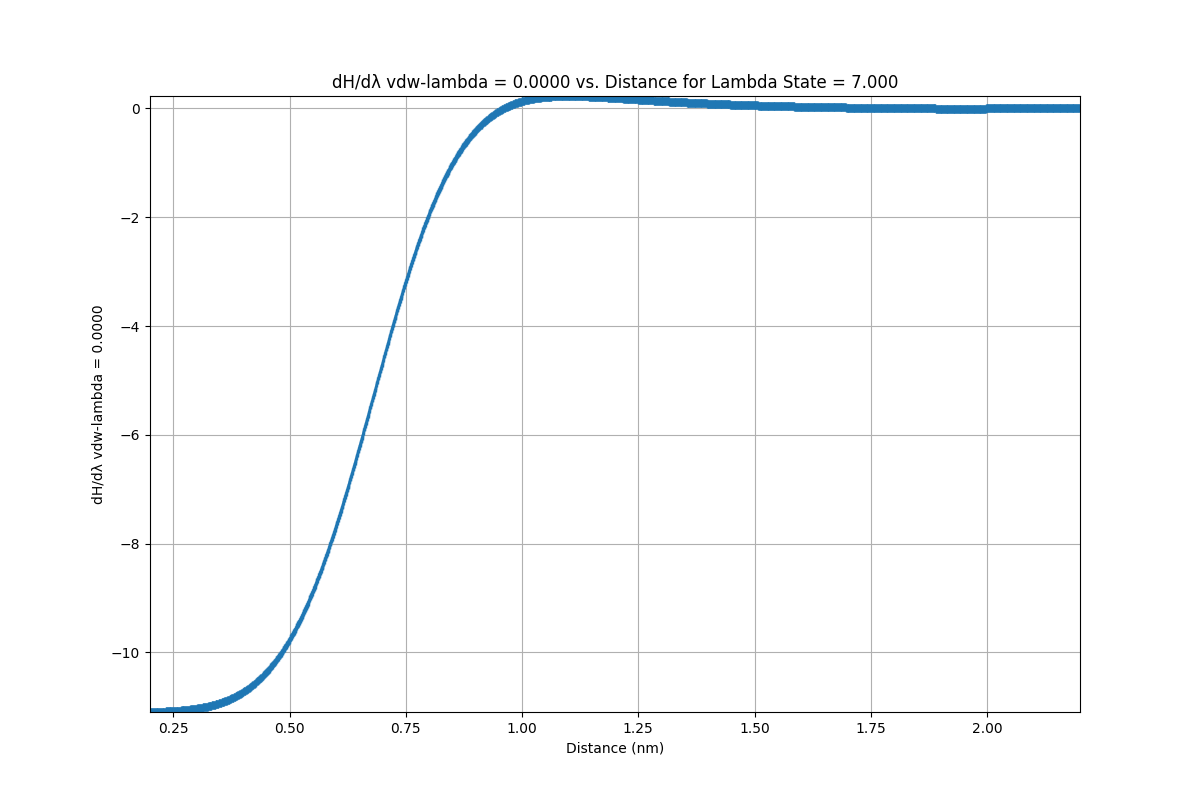 dH/dλ vdw-lambda = 0.0000 vs. Distance for Lambda State = 7.000
0
−2
−4
−6
−8
−10
dH/dλ vdw-lambda = 0.0000
0.25 0.50 0.75 1.00 1.25 1.50 1.75 2.00
Distance (nm)